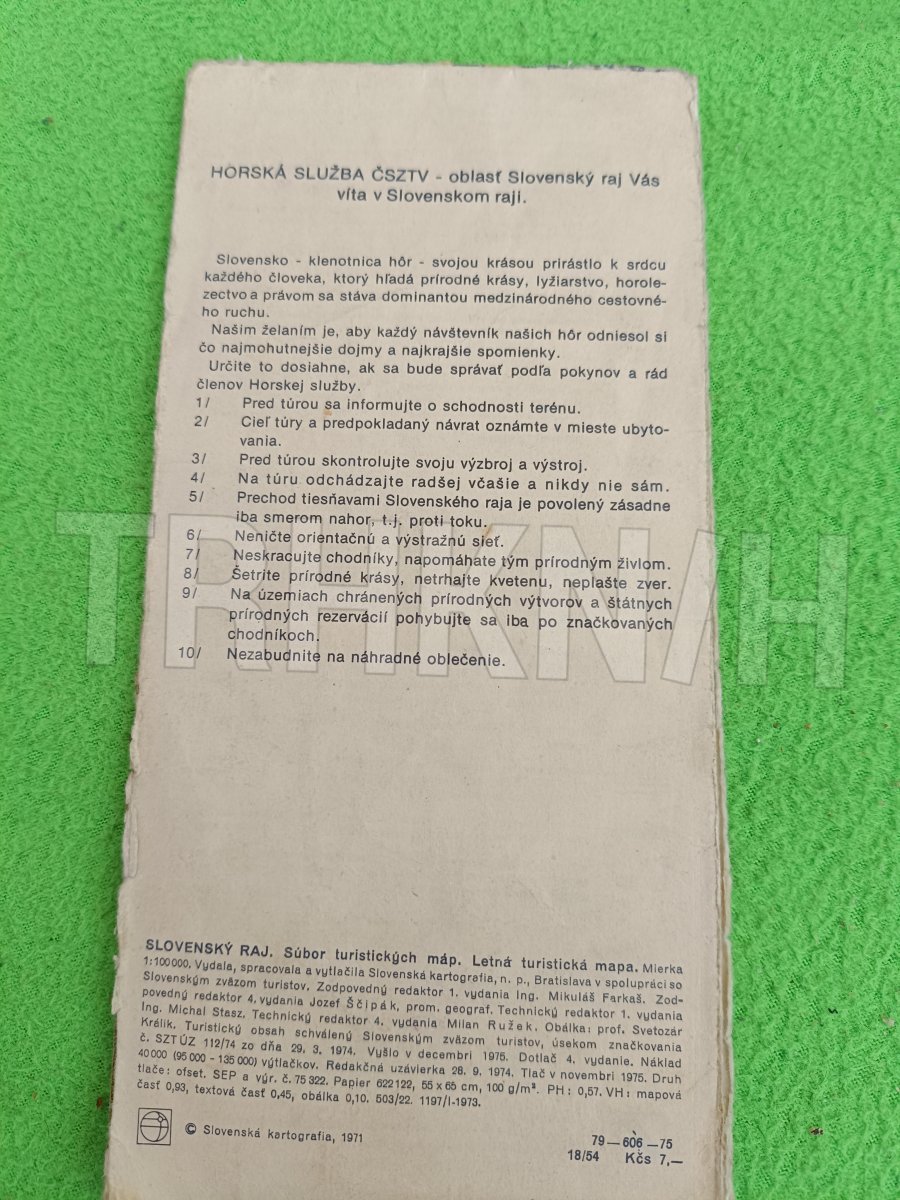 HORSKÁ SLUŽBA ČSZTV - oblasť Slovenský raj Vás
víta v Slovenskom raji.
Slovensko - klenotnica hôr - svojou krásou prirástlo k srdcu
každého človeka, ktorý hľadá prírodné krásy, lyžiarstvo, horole-
zectvo a právom sa stáva dominantou medzinárodného cestovné-
ho ruchu.
Našim želaním je, aby každý návštevník našich hôr odniesol si
čo najmohutnejšie dojmy a najkrajšie spomienky.
Určite to dosiahne, ak sa bude správať podľa pokynov a rád
členov Horskej služby.
1/ Pred túrou sa informujte o schodnosti terénu.
2/ Cieľ túry a predpokladaný návrat oznámte v mieste ubyto-
vania.
3/ Pred túrou skontrolujte svoju výzbroj a výstroj.
4/ Na túru odchádzajte radšej včašie a nikdy nie sám.
5/ Prechod tiesňavami Slovenského raja je povolený zásadne
iba smerom nahor, t.j. proti toku.
6/ Neničte orientačnú a výstražnú sieť.
7/ Neskracujte chodníky, napomáhate tým prírodným živlom.
8/ Šetrite prírodné krásy, netrhajte kvetenu, neplašte zver.
9/ Na územiach chránených prírodných výtvorov a štátnych
prírodných rezervácií pohybujte sa iba po značkovaných
chodníkoch.
10/ Nezabudnite na náhradné oblečenie.
TRHKNIH
SLOVENSKÝ RAJ. Súbor turistických máp. Letná turistická mapa. Mierka
1:100 000. Vydala, spracovala a vytlačila Slovenská kartografia, n. p., Bratislava v spolupráci so
Slovenským zväzom turistov. Zodpovedný redaktor 1. vydania Ing. Mikuláš Farkaš. Zod-
povedný redaktor 4. vydania Jozef Ščipák, prom. geograf. Technický redaktor 1. vydania
Ing. Michal Stasz. Technický redaktor 4. vydania Milan Ružek. Obálka: prof. Svetozár
Králik. Turistický obsah schválený Slovenským zväzom turistov, úsekom značkovania
č. SZT ÚZ 112/74 zo dňa 29. 3. 1974. Vyšlo v decembri 1975. Dotlač 4. vydanie. Náklad
40 000 (95 000 - 135 000) výtlačkov. Redakčná uzávierka 28. 9. 1974. Tlač v novembri 1975. Druh
tlače: ofset. SEP a výr. č. 75 322. Papier 622 122, 55 x 65 cm, 100 g/m². PH: 0,57. VH: mapová
časť 0,93, textová časť 0,45, obálka 0,10. 503/22. 1197/I-1973.
© Slovenská kartografia, 1971
79—606—75
18/54 Kčs 7,—